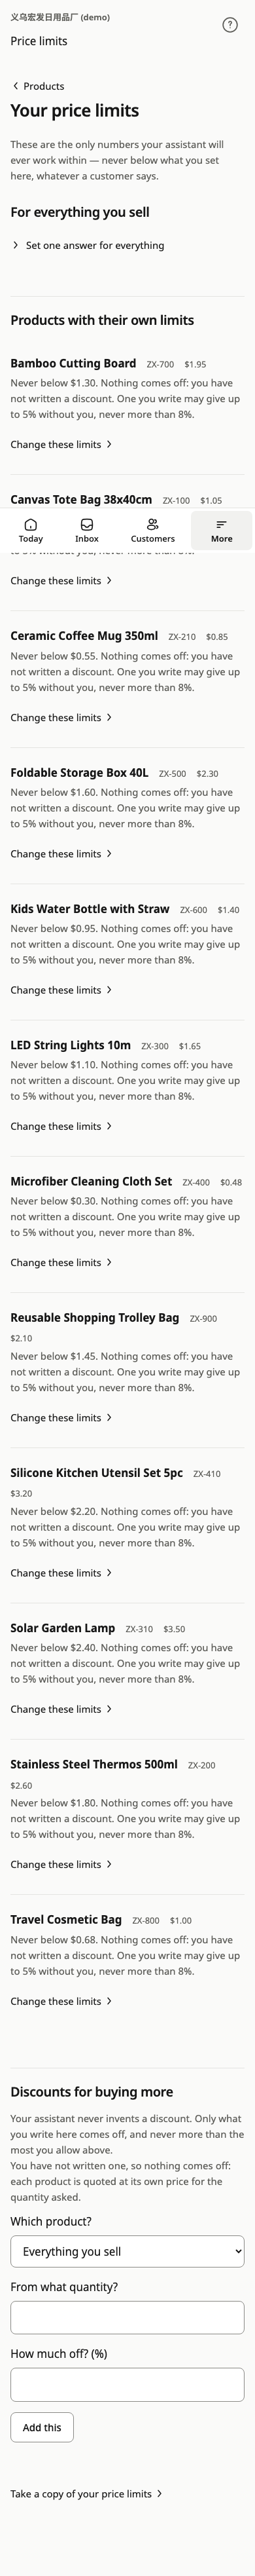 义乌宏发日用品厂 (demo)
Price limits
Products
Your price limits
These are the only numbers your assistant will
ever work within — never below what you set
here, whatever a customer says.
For everything you sell
Set one answer for everything
Products with their own limits
Bamboo Cutting Board ZX-700 $1.95
Never below $1.30. Nothing comes off: you have
not written a discount. One you write may give up
to 5% without you, never more than 8%.
Change these limits
Canvas Tote Bag 38x40cm ZX-100 $1.05
Today Inbox Customers More
to 5% without you, never more than 8%.
Change these limits
Ceramic Coffee Mug 350ml ZX-210 $0.85
Never below $0.55. Nothing comes off: you have
not written a discount. One you write may give up
to 5% without you, never more than 8%.
Change these limits
Foldable Storage Box 40L ZX-500 $2.30
Never below $1.60. Nothing comes off: you have
not written a discount. One you write may give up
to 5% without you, never more than 8%.
Change these limits
Kids Water Bottle with Straw ZX-600 $1.40
Never below $0.95. Nothing comes off: you have
not written a discount. One you write may give up
to 5% without you, never more than 8%.
Change these limits
LED String Lights 10m ZX-300 $1.65
Never below $1.10. Nothing comes off: you have
not written a discount. One you write may give up
to 5% without you, never more than 8%.
Change these limits
Microfiber Cleaning Cloth Set ZX-400 $0.48
Never below $0.30. Nothing comes off: you have
not written a discount. One you write may give up
to 5% without you, never more than 8%.
Change these limits
Reusable Shopping Trolley Bag ZX-900
$2.10
Never below $1.45. Nothing comes off: you have
not written a discount. One you write may give up
to 5% without you, never more than 8%.
Change these limits
Silicone Kitchen Utensil Set 5pc ZX-410
$3.20
Never below $2.20. Nothing comes off: you have
not written a discount. One you write may give up
to 5% without you, never more than 8%.
Change these limits
Solar Garden Lamp ZX-310 $3.50
Never below $2.40. Nothing comes off: you have
not written a discount. One you write may give up
to 5% without you, never more than 8%.
Change these limits
Stainless Steel Thermos 500ml ZX-200
$2.60
Never below $1.80. Nothing comes off: you have
not written a discount. One you write may give up
to 5% without you, never more than 8%.
Change these limits
Travel Cosmetic Bag ZX-800 $1.00
Never below $0.68. Nothing comes off: you have
not written a discount. One you write may give up
to 5% without you, never more than 8%.
Change these limits
Discounts for buying more
Your assistant never invents a discount. Only what
you write here comes off, and never more than the
most you allow above.
You have not written one, so nothing comes off:
each product is quoted at its own price for the
quantity asked.
Which product?
Everything you sell
From what quantity?
How much off? (%)
Add this
Take a copy of your price limits